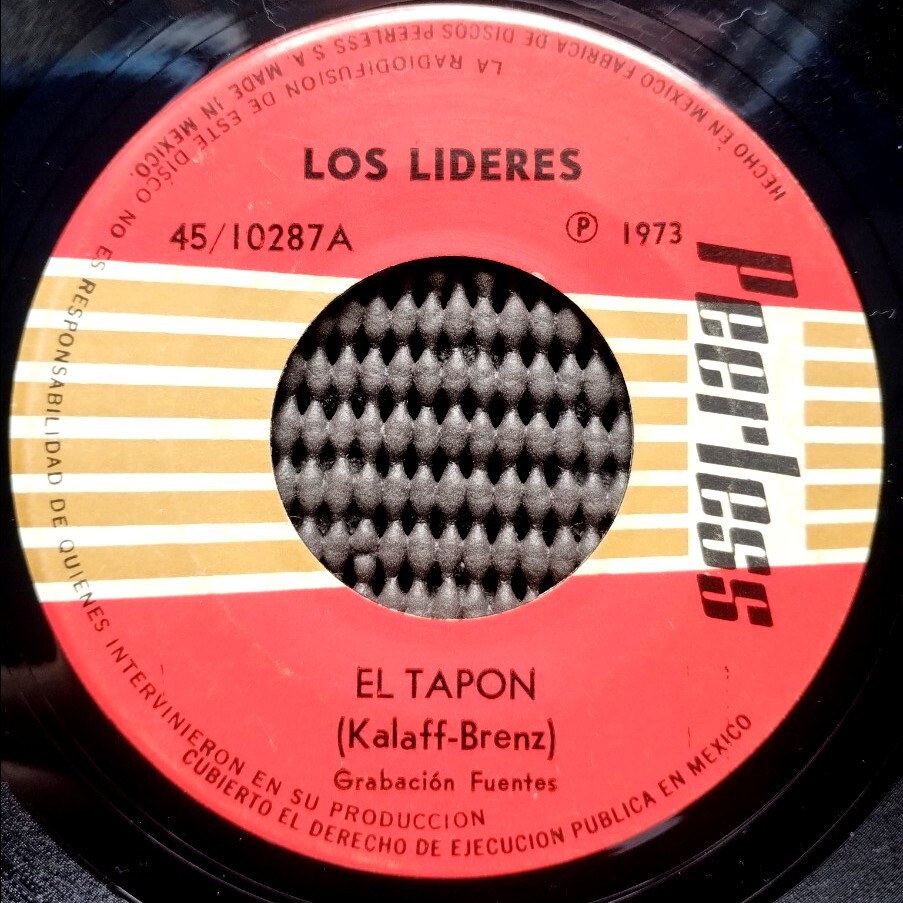 HECHO EN MEXICO FABRICA DE DISCOS PEERLESS S.A. MADE IN MEXICO.
LA RADIODIFUSION DE ESTE DISCO NO ES RESPONSABILIDAD DE QUIENES INTERVINIERON EN SU PRODUCCION
LOS LIDERES
45/10287A
Ⓟ 1973
peerless
EL TAPON
(Kalaff-Brenz)
Grabación Fuentes
CUBIERTO EL DERECHO DE EJECUCION PUBLICA EN MEXICO